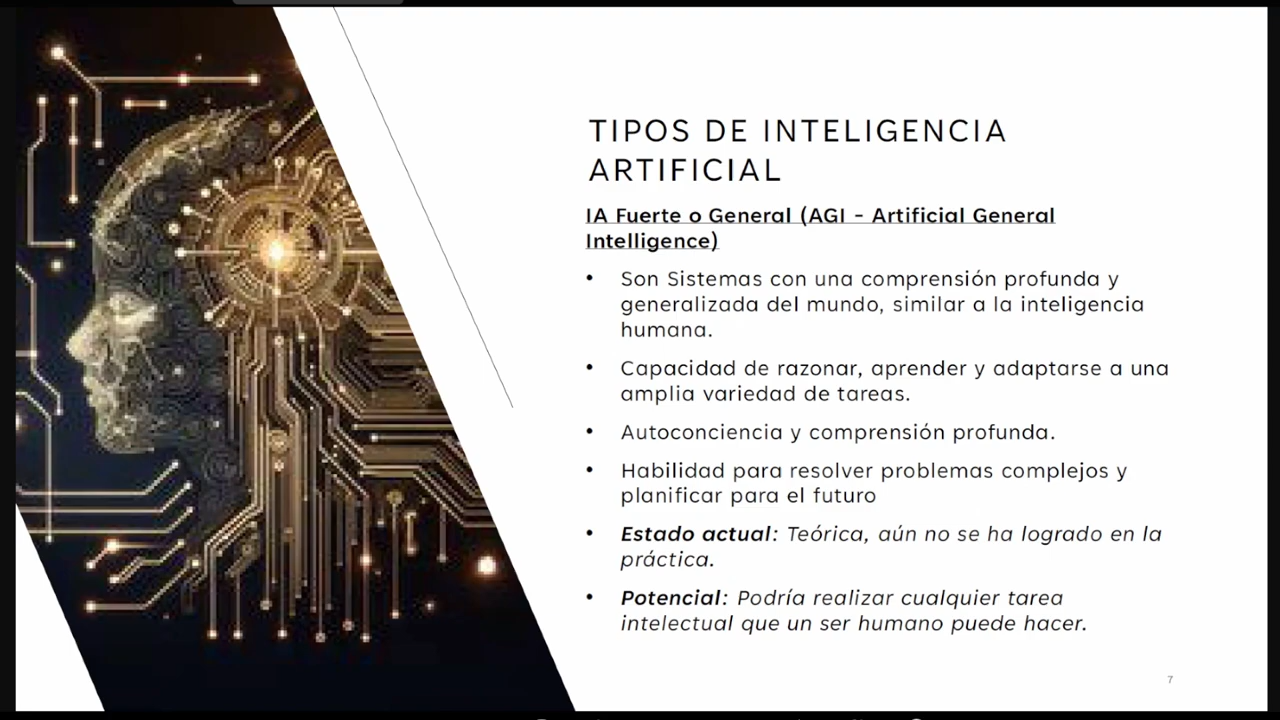 TIPOS DE INTELIGENCIA
ARTIFICIAL
IA Fuerte o General (AGI - Artificial General
Intelligence)
• Son Sistemas con una comprensión profunda y
generalizada del mundo, similar a la inteligencia
humana.
• Capacidad de razonar, aprender y adaptarse a una
amplia variedad de tareas.
• Autoconciencia y comprensión profunda.
• Habilidad para resolver problemas complejos y
planificar para el futuro
• Estado actual: Teórica, aún no se ha logrado en la
práctica.
• Potencial: Podría realizar cualquier tarea
intelectual que un ser humano puede hacer.
7